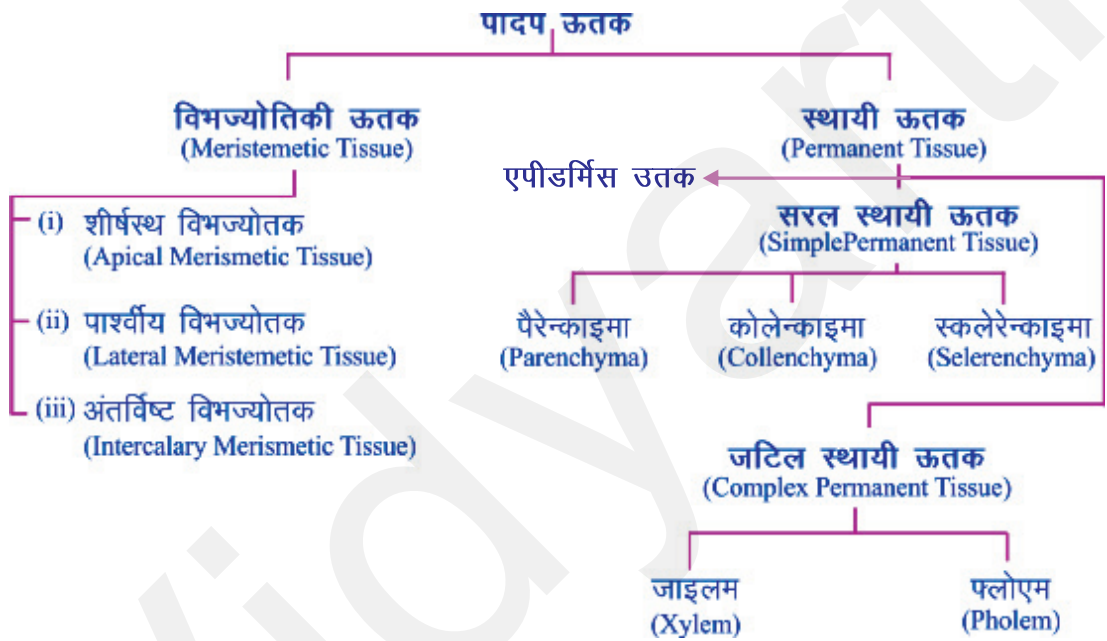 पादप ऊतक
विभज्योतिकी ऊतक
(Meristemetic Tissue)
(i) शीर्षस्थ विभज्योतक
(Apical Merismetic Tissue)
(ii) पार्श्वीय विभज्योतक
(Lateral Meristemetic Tissue)
(iii) अंतर्विष्ट विभज्योतक
(Intercalary Merismetic Tissue)
स्थायी ऊतक
(Permanent Tissue)
एपीडर्मिस उतक
सरल स्थायी ऊतक
(SimplePermanent Tissue)
पैरेन्काइमा
(Parenchyma)
कोलेन्काइमा
(Collenchyma)
स्कलेरेन्काइमा
(Selerenchyma)
जटिल स्थायी ऊतक
(Complex Permanent Tissue)
जाइलम
(Xylem)
फ्लोएम
(Pholem)